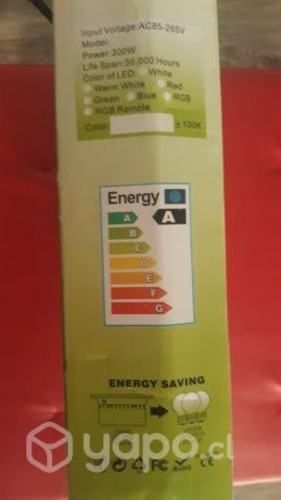 Input Voltage:AC85-265V
Model:
Power:300W
Life Span:50,000 Hours
Color of LED: White
Warm White Red
Green Blue RGB
RGB Remote
Color: ±100K
Energy
A A
B
C
D
E
F
G
ENERGY SAVING
yapo.cl